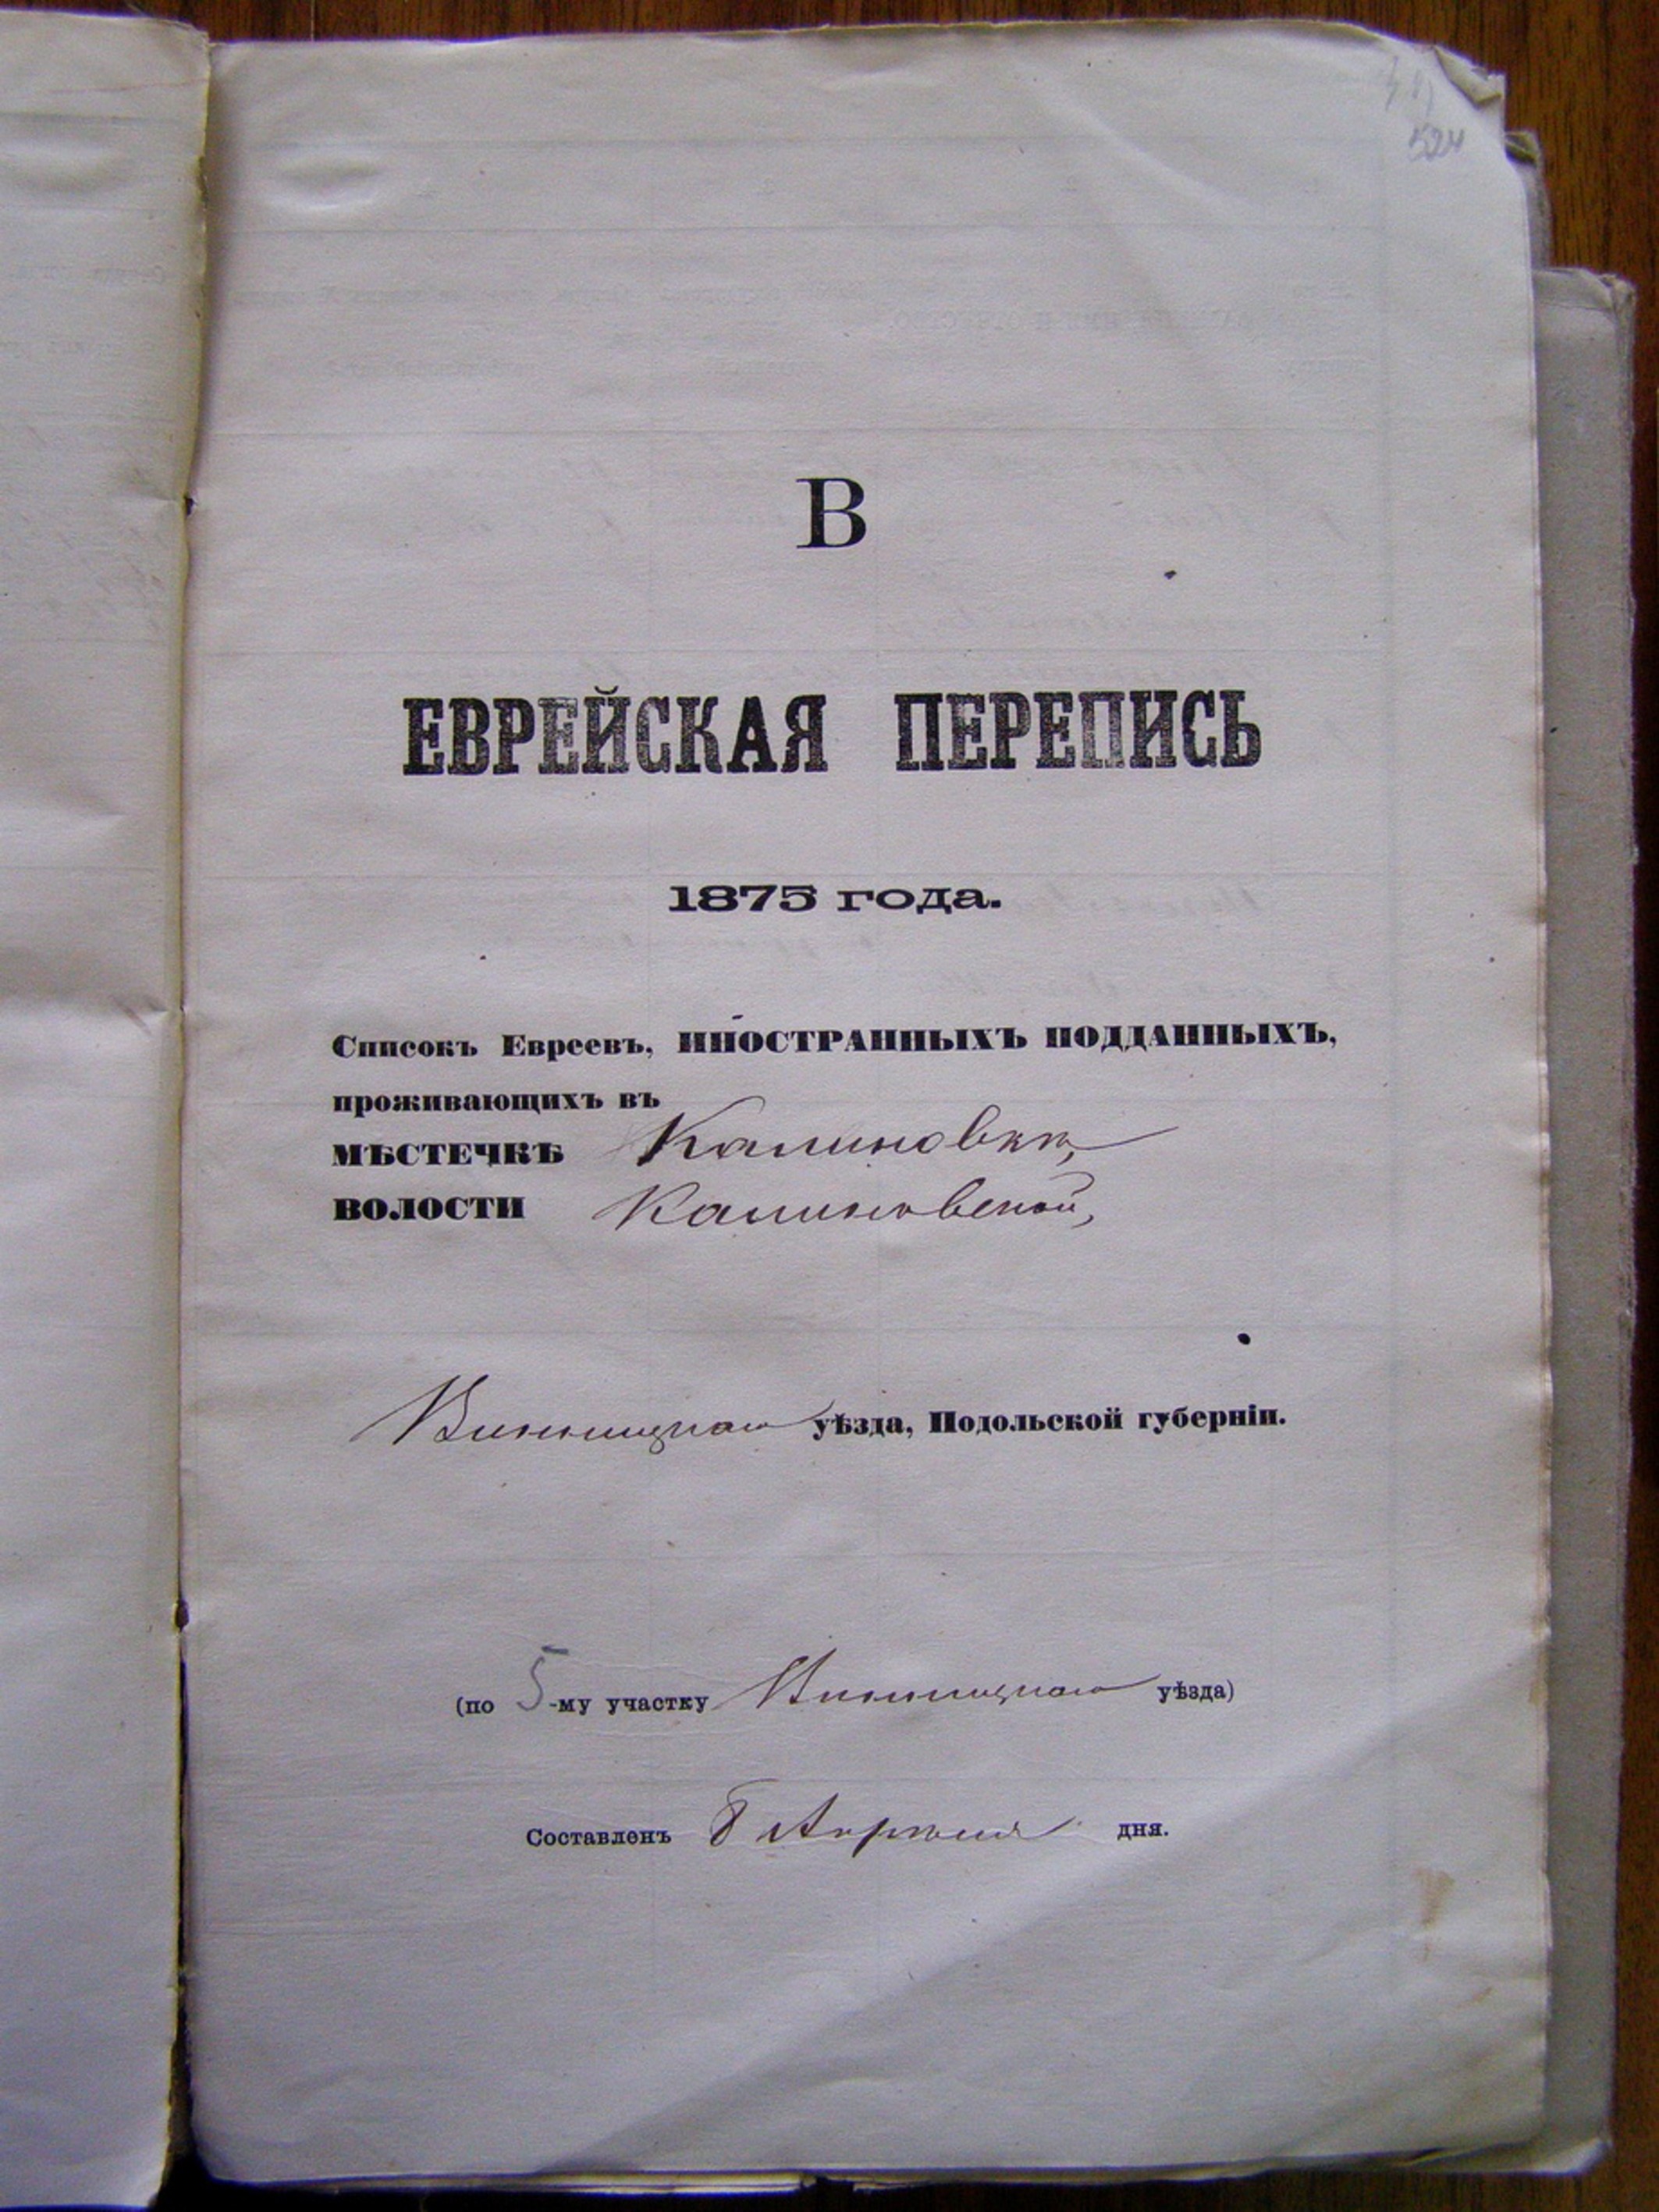 524
В
ЕВРЕЙСКАЯ ПЕРЕПИСЬ
1875 года.
Списокъ Евреевъ, ИНОСТРАННЫХЪ ПОДДАННЫХЪ,
проживающихъ въ
МѢСТЕЧКѢ Калиновкѣ,
ВОЛОСТИ Калиновской,
Винницкаго уѣзда, Подольской губерніи.
(по 5-му участку Винницкаго уѣзда)
Составленъ 8 Апрѣля дня.